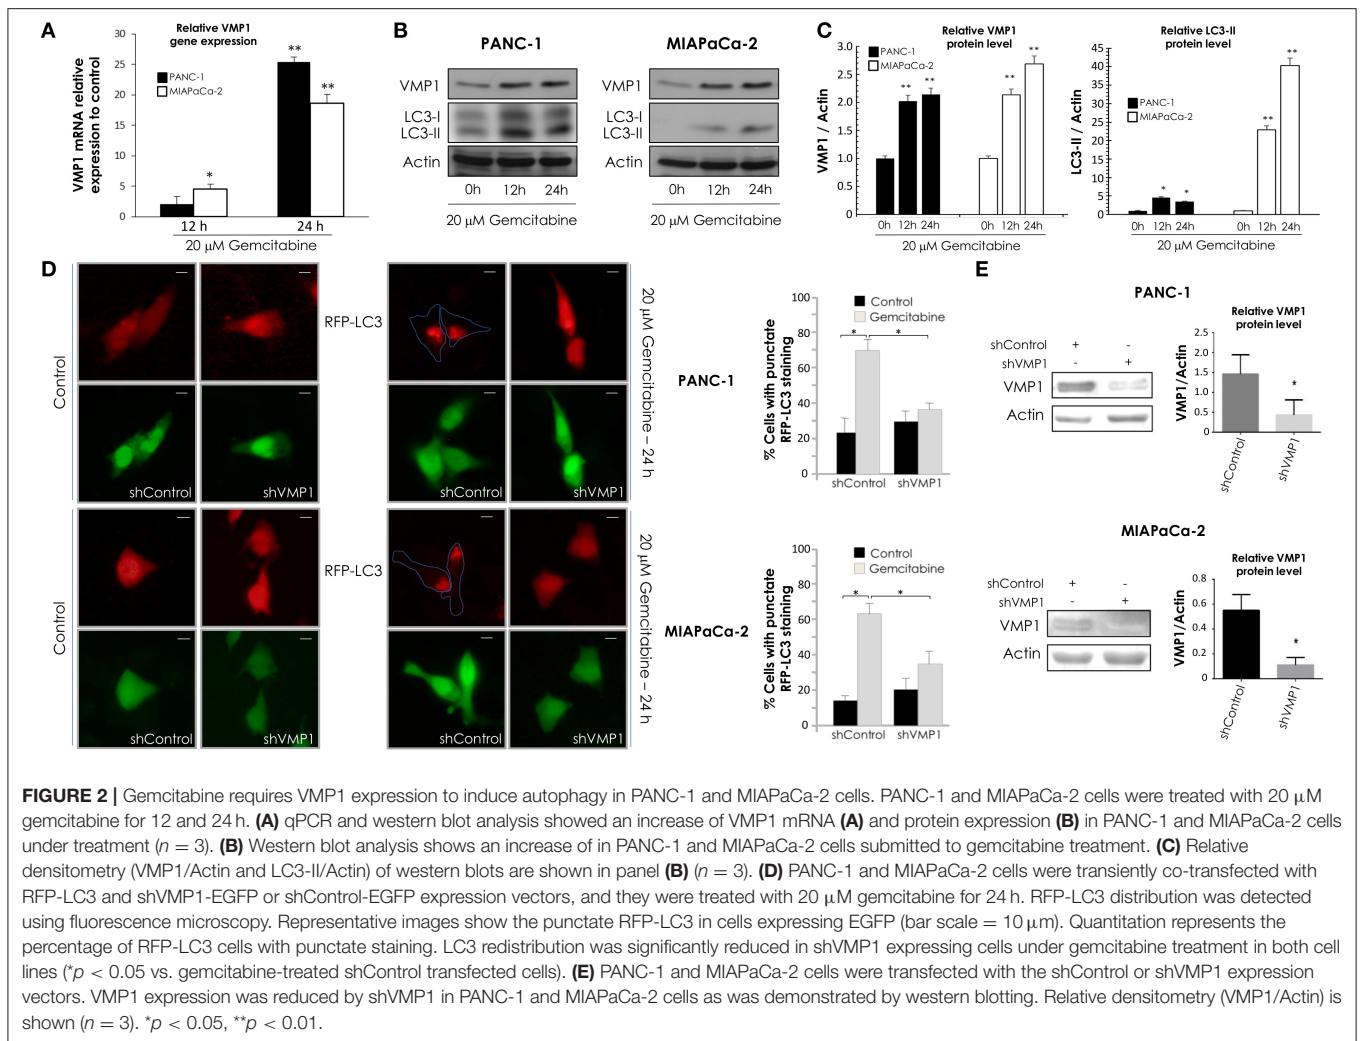 A
Relative VMP1
gene expression
VMP1 mRNA relative
expression to control
30
25
20
15
10
5
0
PANC-1
MIAPaCa-2
*
**
**
12 h
24 h
20 µM Gemcitabine
B
PANC-1
MIAPaCa-2
VMP1
LC3-I
LC3-II
Actin
0h 12h 24h
20 µM Gemcitabine
VMP1
LC3-I
LC3-II
Actin
0h 12h 24h
20 µM Gemcitabine
C
Relative VMP1
protein level
VMP1 / Actin
3.0
2.5
2.0
1.5
1.0
0.5
0
PANC-1
MIAPaCa-2
** **
** **
0h 12h 24h 0h 12h 24h
20 µM Gemcitabine
Relative LC3-II
protein level
LC3-II / Actin
45
40
35
30
25
20
15
10
5
0
PANC-1
MIAPaCa-2
* *
** **
0h 12h 24h 0h 12h 24h
20 µM Gemcitabine
D
Control
RFP-LC3
shControl
shVMP1
shControl
shVMP1
20 µM Gemcitabine – 24 h
PANC-1
% Cells with punctate
RFP-LC3 staining
100
80
60
40
20
0
Control
Gemcitabine
* *
shControl shVMP1
Control
RFP-LC3
shControl
shVMP1
shControl
shVMP1
20 µM Gemcitabine – 24 h
MIAPaCa-2
% Cells with punctate
RFP-LC3 staining
100
80
60
40
20
0
Control
Gemcitabine
* *
shControl shVMP1
E
PANC-1
shControl + -
shVMP1 - +
VMP1
Actin
Relative VMP1
protein level
VMP1/Actin
2.5
2.0
1.5
1.0
0.5
0.0
*
shControl
shVMP1
MIAPaCa-2
shControl + -
shVMP1 - +
VMP1
Actin
Relative VMP1
protein level
VMP1/Actin
0.8
0.6
0.4
0.2
0
*
shControl
shVMP1
FIGURE 2 | Gemcitabine requires VMP1 expression to induce autophagy in PANC-1 and MIAPaCa-2 cells. PANC-1 and MIAPaCa-2 cells were treated with 20 µM
gemcitabine for 12 and 24 h. (A) qPCR and western blot analysis showed an increase of VMP1 mRNA (A) and protein expression (B) in PANC-1 and MIAPaCa-2 cells
under treatment (n = 3). (B) Western blot analysis shows an increase of in PANC-1 and MIAPaCa-2 cells submitted to gemcitabine treatment. (C) Relative
densitometry (VMP1/Actin and LC3-II/Actin) of western blots are shown in panel (B) (n = 3). (D) PANC-1 and MIAPaCa-2 cells were transiently co-transfected with
RFP-LC3 and shVMP1-EGFP or shControl-EGFP expression vectors, and they were treated with 20 µM gemcitabine for 24 h. RFP-LC3 distribution was detected
using fluorescence microscopy. Representative images show the punctate RFP-LC3 in cells expressing EGFP (bar scale = 10 µm). Quantitation represents the
percentage of RFP-LC3 cells with punctate staining. LC3 redistribution was significantly reduced in shVMP1 expressing cells under gemcitabine treatment in both cell
lines (*p < 0.05 vs. gemcitabine-treated shControl transfected cells). (E) PANC-1 and MIAPaCa-2 cells were transfected with the shControl or shVMP1 expression
vectors. VMP1 expression was reduced by shVMP1 in PANC-1 and MIAPaCa-2 cells as was demonstrated by western blotting. Relative densitometry (VMP1/Actin) is
shown (n = 3). *p < 0.05, **p < 0.01.